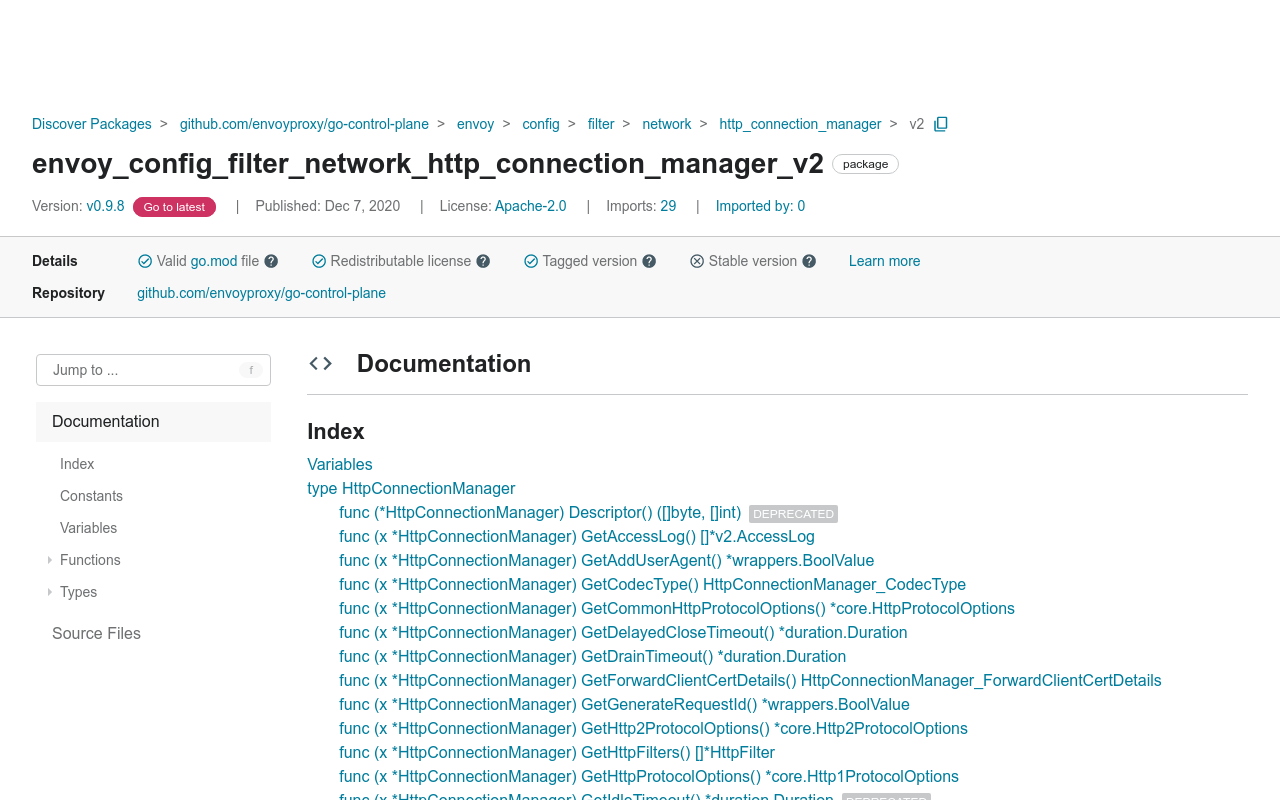 Discover Packages > github.com/envoyproxy/go-control-plane > envoy > config > filter > network > http_connection_manager > v2
envoy_config_filter_network_http_connection_manager_v2 package
Version: v0.9.8 Go to latest | Published: Dec 7, 2020 | License: Apache-2.0 | Imports: 29 | Imported by: 0
Details Valid go.mod file ? Redistributable license ? Tagged version ? Stable version ? Learn more
Repository github.com/envoyproxy/go-control-plane
Jump to ... f
Documentation
Index
Constants
Variables
Functions
Types
Source Files
Documentation
Index
Variables
type HttpConnectionManager
func (*HttpConnectionManager) Descriptor() ([]byte, []int) DEPRECATED
func (x *HttpConnectionManager) GetAccessLog() []*v2.AccessLog
func (x *HttpConnectionManager) GetAddUserAgent() *wrappers.BoolValue
func (x *HttpConnectionManager) GetCodecType() HttpConnectionManager_CodecType
func (x *HttpConnectionManager) GetCommonHttpProtocolOptions() *core.HttpProtocolOptions
func (x *HttpConnectionManager) GetDelayedCloseTimeout() *duration.Duration
func (x *HttpConnectionManager) GetDrainTimeout() *duration.Duration
func (x *HttpConnectionManager) GetForwardClientCertDetails() HttpConnectionManager_ForwardClientCertDetails
func (x *HttpConnectionManager) GetGenerateRequestId() *wrappers.BoolValue
func (x *HttpConnectionManager) GetHttp2ProtocolOptions() *core.Http2ProtocolOptions
func (x *HttpConnectionManager) GetHttpFilters() []*HttpFilter
func (x *HttpConnectionManager) GetHttpProtocolOptions() *core.Http1ProtocolOptions
func (x *HttpConnectionManager) GetIdleTimeout() *duration.Duration DEPRECATED